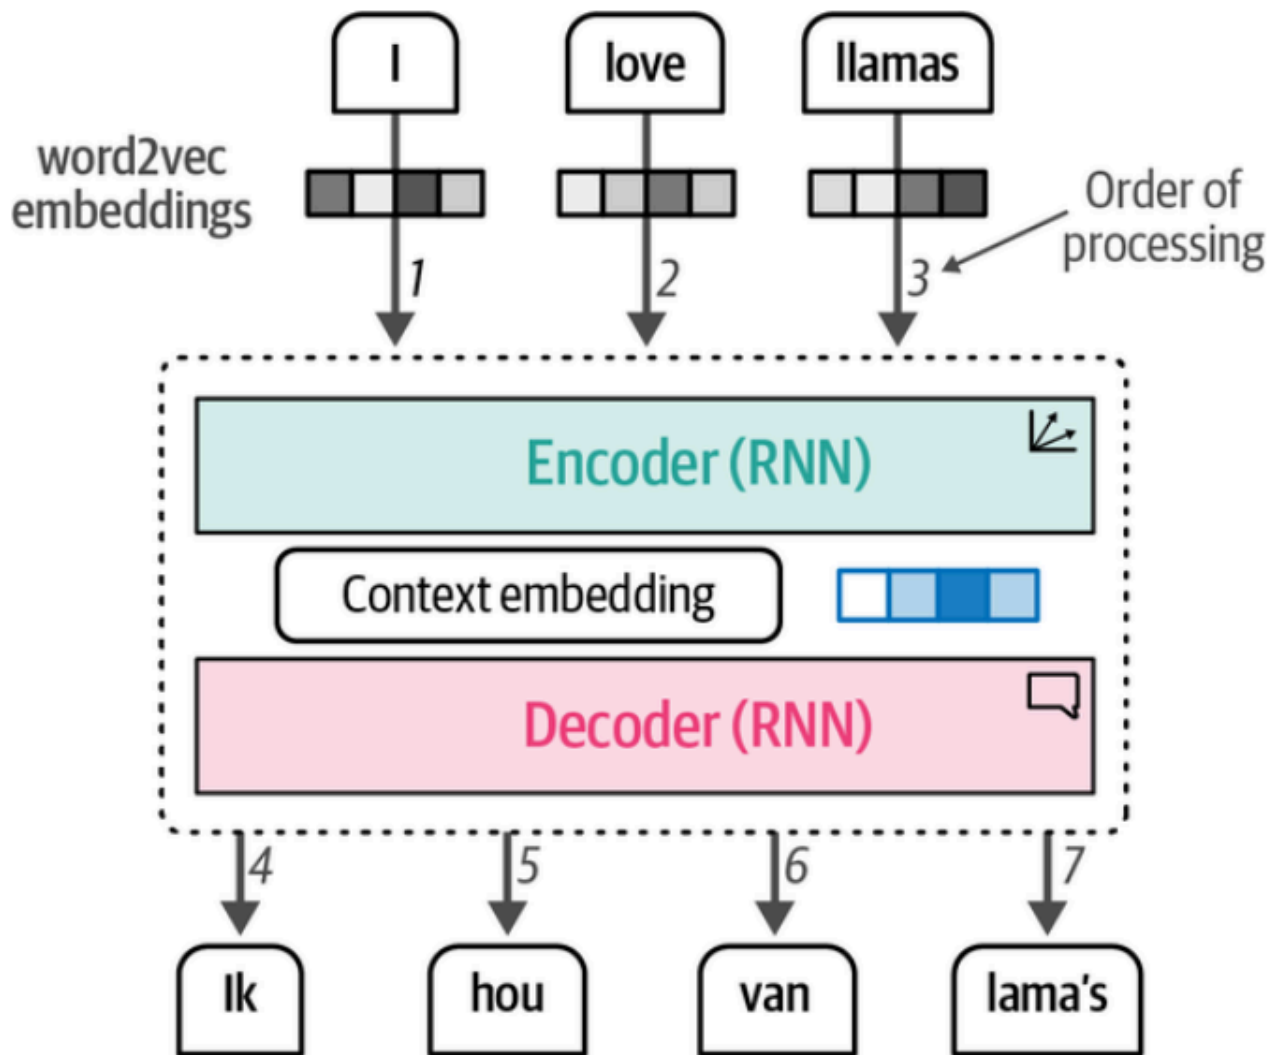 I love llamas
word2vec
embeddings
Order of
processing
1 2 3
Encoder (RNN)
Context embedding
Decoder (RNN)
4 5 6 7
Ik hou van lama's